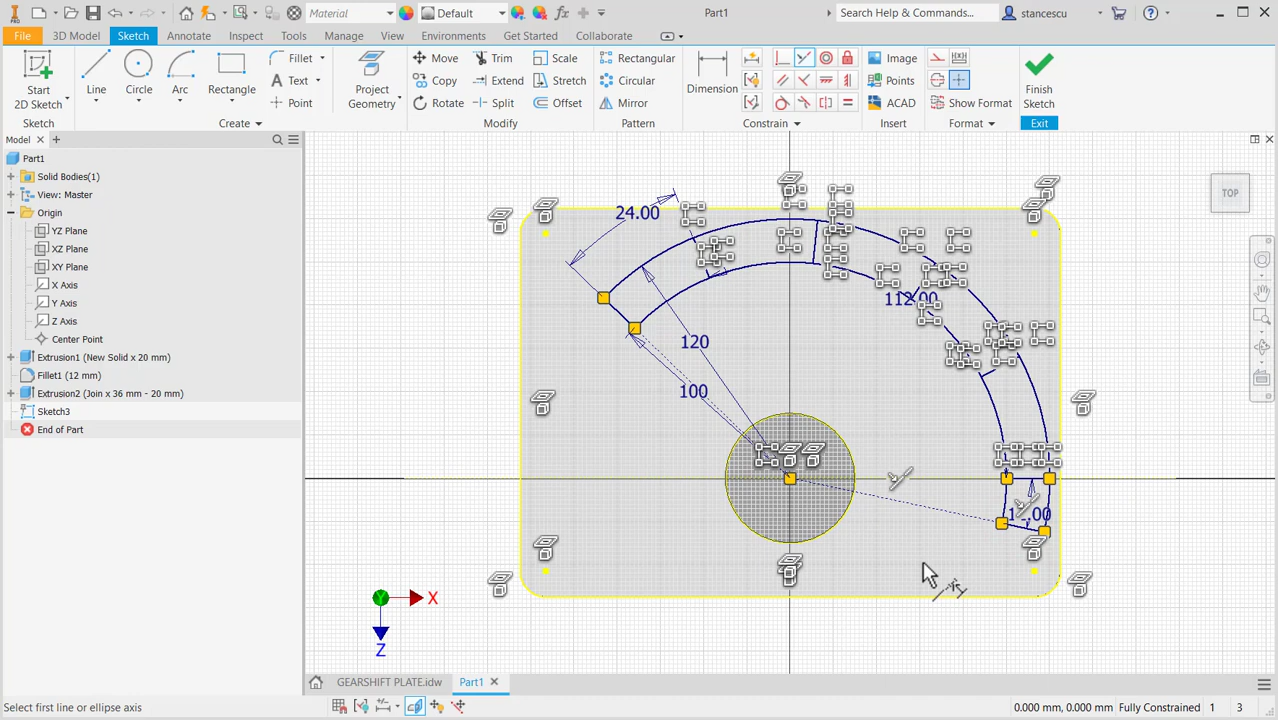 Material
Default
Part1
Search Help & Commands...
stancescu
PRO
File
3D Model
Sketch
Annotate
Inspect
Tools
Manage
View
Environments
Get Started
Collaborate
Start
2D Sketch
Line
Circle
Arc
Rectangle
Fillet
Text
Point
Project
Geometry
Move
Copy
Rotate
Trim
Extend
Split
Scale
Stretch
Offset
Rectangular
Circular
Mirror
Dimension
Image
Points
ACAD
Show Format
Finish
Sketch
Sketch
Create
Modify
Pattern
Constrain
Insert
Format
Exit
Model
Part1
Solid Bodies(1)
View: Master
Origin
YZ Plane
XZ Plane
XY Plane
X Axis
Y Axis
Z Axis
Center Point
Extrusion1 (New Solid x 20 mm)
Fillet1 (12 mm)
Extrusion2 (Join x 36 mm - 20 mm)
Sketch3
End of Part
TOP
24.00
112.00
120
100
Y
X
Z
GEARSHIFT PLATE.idw
Part1
Select first line or ellipse axis
0.000 mm, 0.000 mm
Fully Constrained
1
3